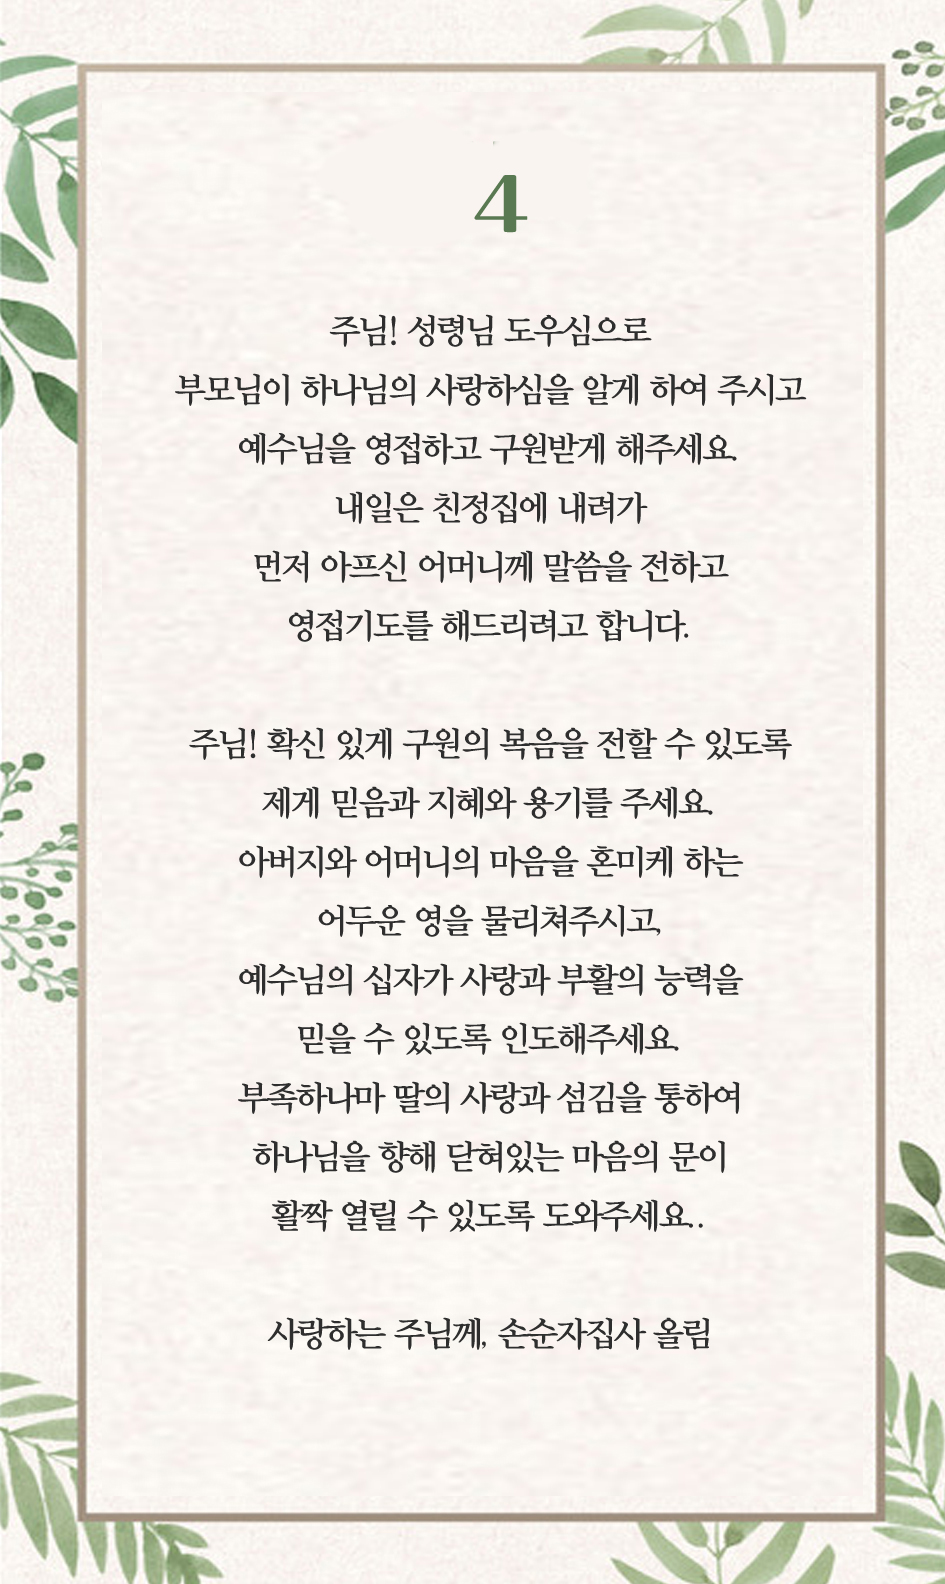 4
주님! 성령님 도우심으로
부모님이 하나님의 사랑하심을 알게 하여 주시고
예수님을 영접하고 구원받게 해주세요.
내일은 친정집에 내려가
먼저 아프신 어머니께 말씀을 전하고
영접기도를 해드리려고 합니다.
주님! 확신 있게 구원의 복음을 전할 수 있도록
제게 믿음과 지혜와 용기를 주세요.
아버지와 어머니의 마음을 혼미케 하는
어두운 영을 물리쳐주시고,
예수님의 십자가 사랑과 부활의 능력을
믿을 수 있도록 인도해주세요.
부족하나마 딸의 사랑과 섬김을 통하여
하나님을 향해 닫혀있는 마음의 문이
활짝 열릴 수 있도록 도와주세요..
사랑하는 주님께, 손순자집사 올림